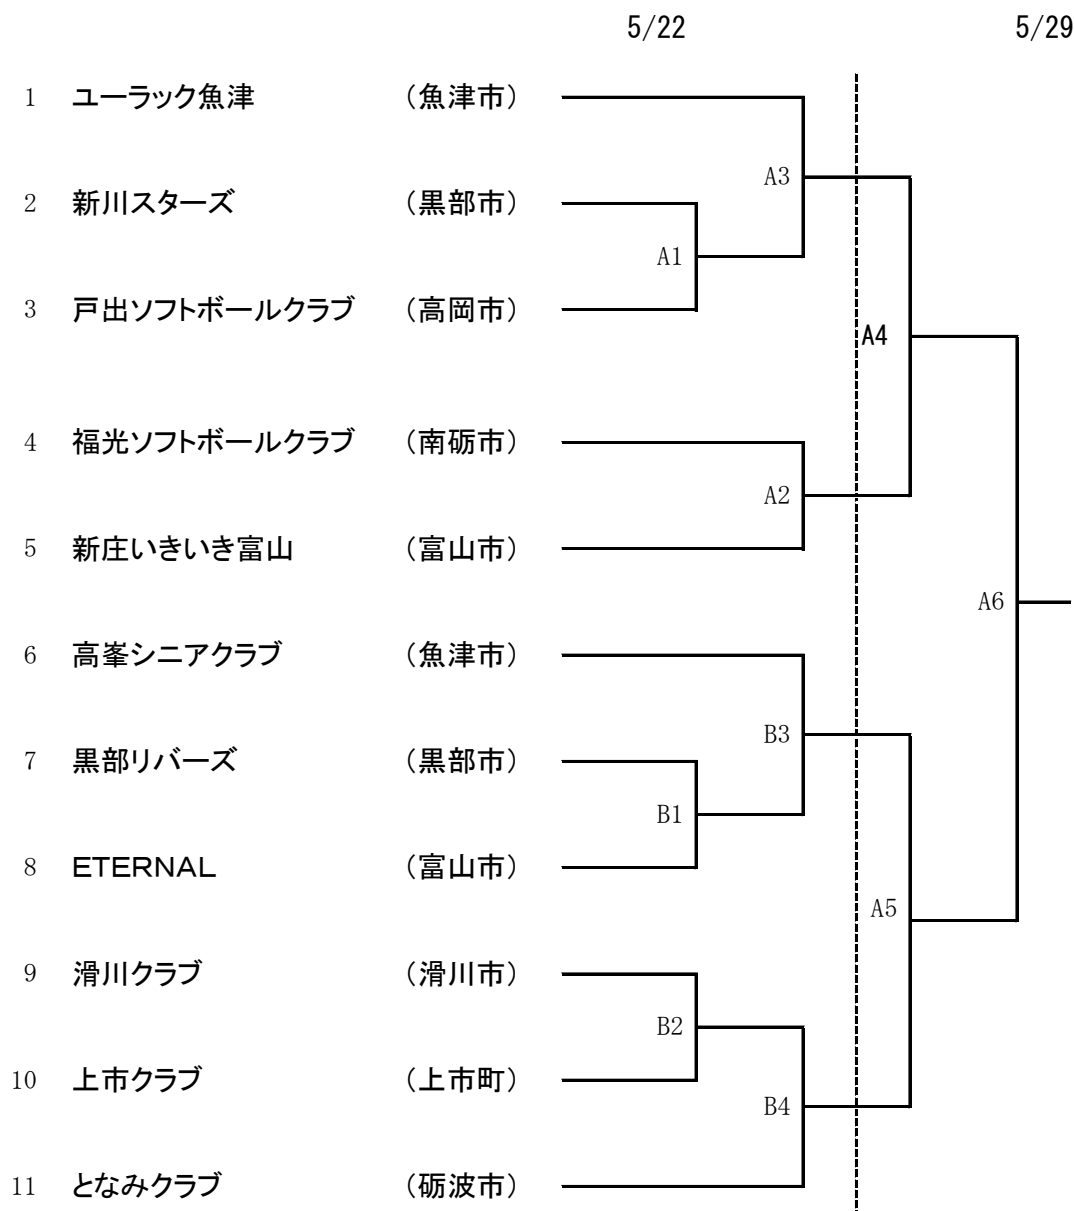 5/22 5/29
1 ユーラック魚津 （魚津市）
A3
2 新川スターズ （黒部市）
A1
3 戸出ソフトボールクラブ （高岡市）
A4
4 福光ソフトボールクラブ （南砺市）
A2
5 新庄いきいき富山 （富山市）
A6
6 高峯シニアクラブ （魚津市）
B3
7 黒部リバーズ （黒部市）
B1
8 ETERNAL （富山市）
A5
9 滑川クラブ （滑川市）
B2
10 上市クラブ （上市町）
B4
11 となみクラブ （砺波市）